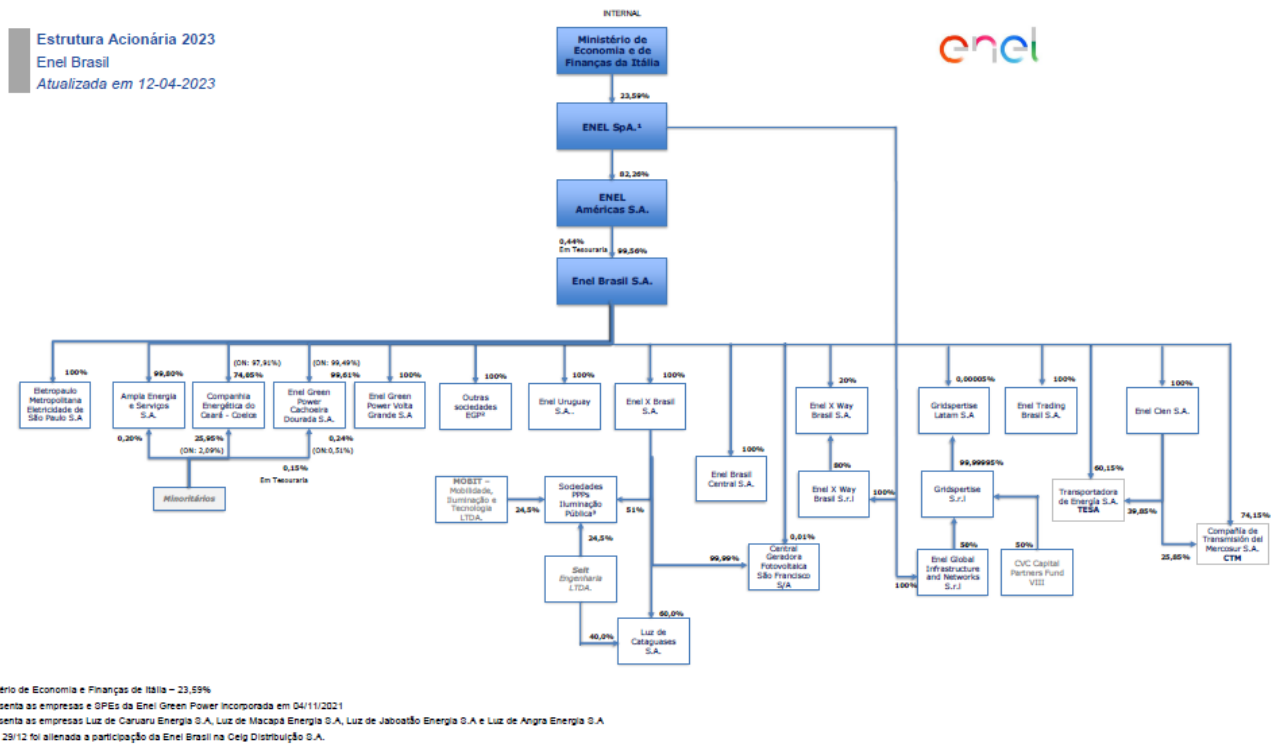 INTERNAL
Estrutura Acionária 2023
Enel Brasil
Atualizada em 12-04-2023
enel
Ministério de
Economia e de
Finanças da Itália
23,59%
ENEL SpA.¹
82,26%
ENEL
Américas S.A.
0,44%
Em Tesouraria
99,56%
Enel Brasil S.A.
100%
Eletropaulo
Metropolitana
Eletricidade de
São Paulo S.A
99,80%
Ampla Energia
e Serviços
S.A.
(ON: 97,91%)
74,05%
Companhia
Energética do
Ceará - Coelce
(ON: 99,49%)
99,61%
Enel Green
Power
Cachoeira
Dourada S.A.
100%
Enel Green
Power Volta
Grande S.A
100%
Outras
sociedades
EGP²
100%
Enel Uruguay
S.A..
100%
Enel X Brasil
S.A.
20%
Enel X Way
Brasil S.A.
0,00005%
Gridspertise
Latam S.A
100%
Enel Trading
Brasil S.A.
100%
Enel Cien S.A.
0,20%
25,95%
(ON: 2,09%)
0,24%
(ON:0,51%)
0,15%
Em Tesouraria
Minoritários
100%
Enel Brasil
Central S.A.
80%
Enel X Way
Brasil S.r.l
100%
99,99995%
Gridspertise
S.r.l
60,15%
Transportadora
de Energía S.A.
TESA
39,85%
74,15%
Compañía de
Transmisión del
Mercosur S.A.
CTM
25,85%
MOBIT –
Mobilidade,
Iluminação e
Tecnologia
LTDA.
24,5%
Sociedades
PPPs
Iluminação
Pública³
51%
24,5%
Selt
Engenharia
LTDA.
99,99%
0,01%
Central
Geradora
Fotovoltaica
São Francisco
S/A
100%
50%
Enel Global
Infrastructure
and Networks
S.r.l
50%
CVC Capital
Partners Fund
VIII
40,0%
60,0%
Luz de
Cataguases
S.A.
ério de Economia e Finanças de Itália – 23,59%
senta as empresas e SPEs da Enel Green Power incorporada em 04/11/2021
senta as empresas Luz de Caruaru Energia S.A, Luz de Macapá Energia S.A, Luz de Jaboatão Energia S.A e Luz de Angra Energia S.A
29/12 foi alienada a participação da Enel Brasil na Celg Distribuição S.A.